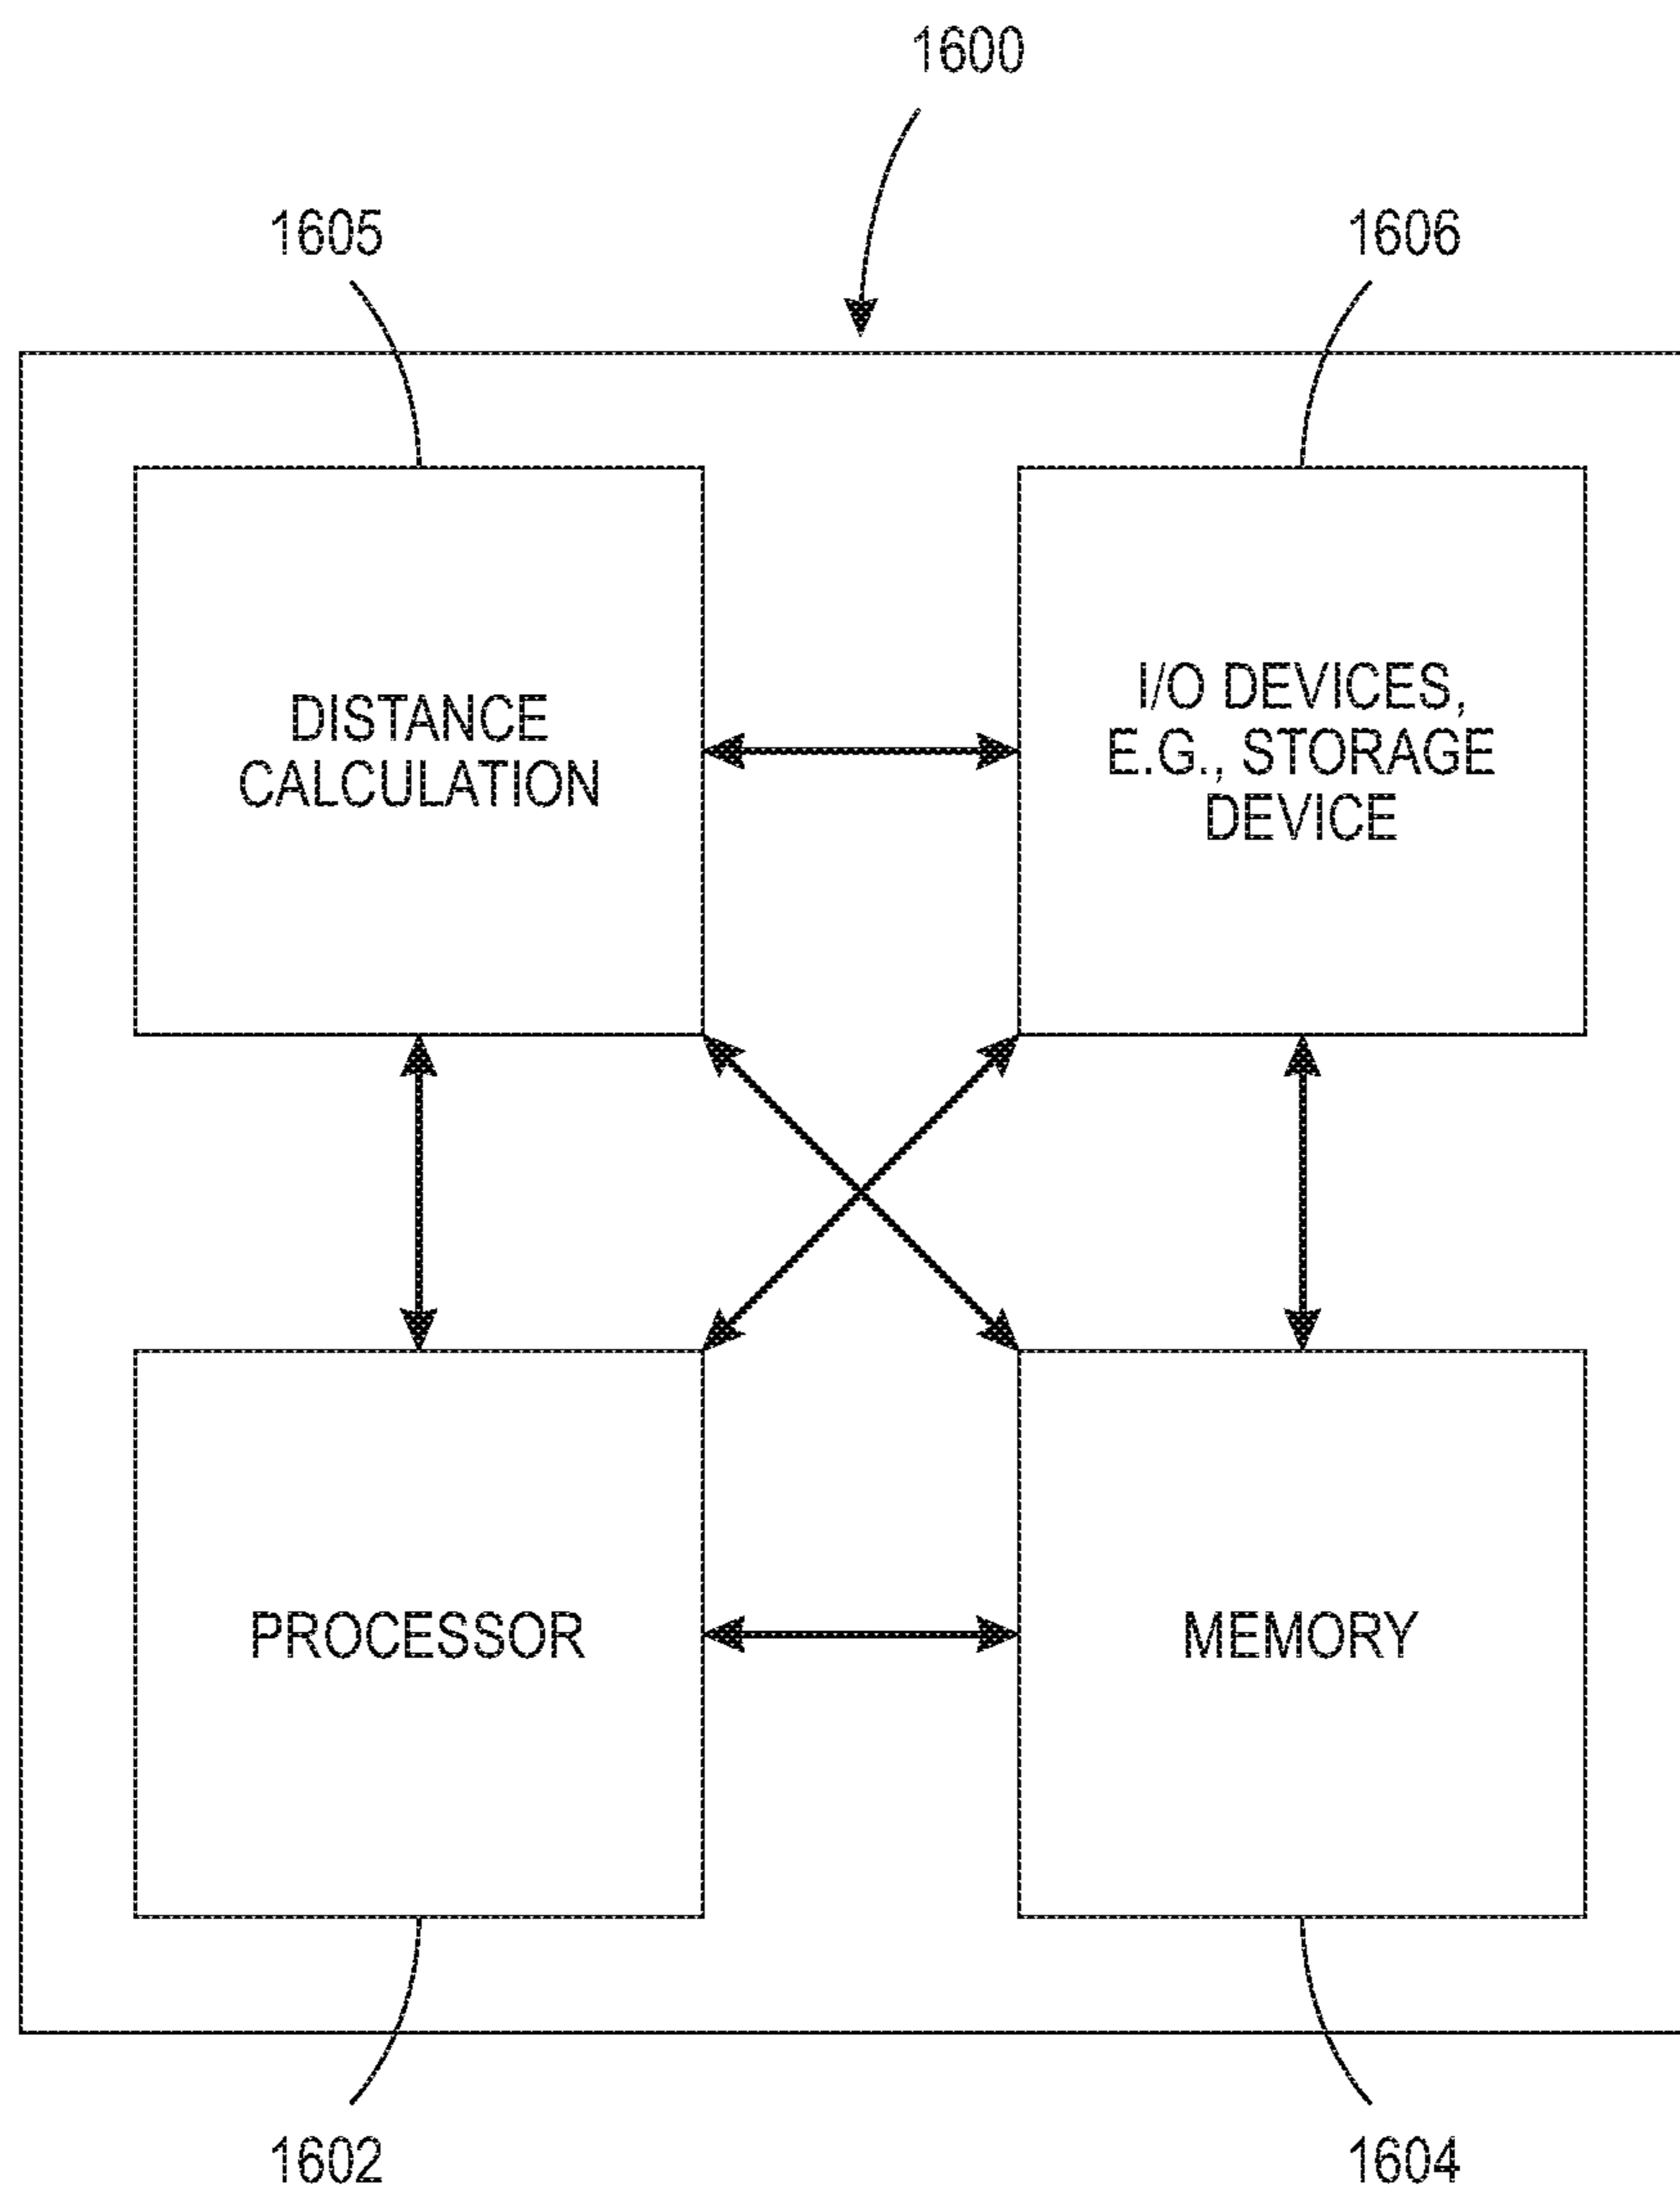 1600
1605
1606
DISTANCE
CALCULATION
I/O DEVICES,
E.G., STORAGE
DEVICE
PROCESSOR
MEMORY
1602
1604